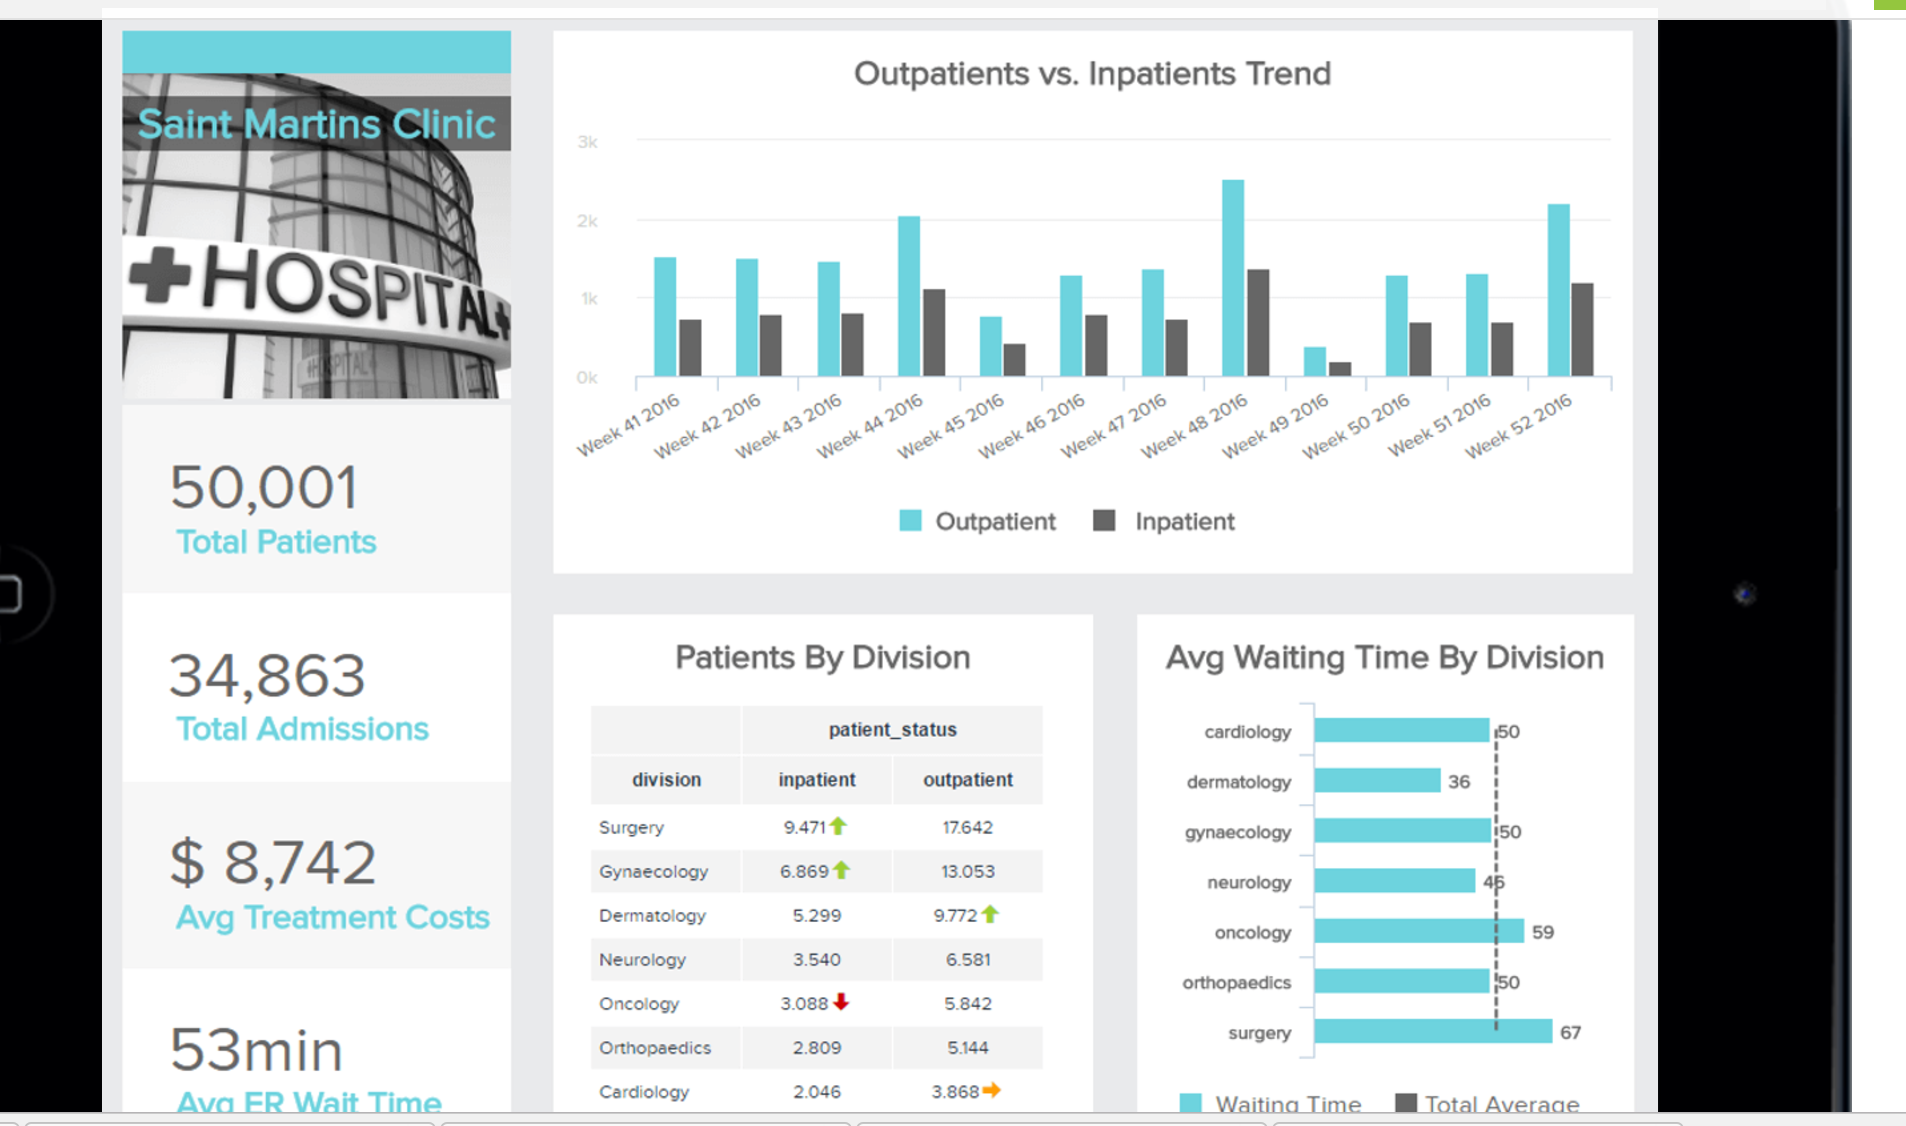 Saint Martins Clinic
HOSPITAL
HOSPITAL
50,001
Total Patients
34,863
Total Admissions
$ 8,742
Avg Treatment Costs
53min
Avg ER Wait Time
Outpatients vs. Inpatients Trend
3k
2k
1k
0k
Week 41 2016
Week 42 2016
Week 43 2016
Week 44 2016
Week 45 2016
Week 46 2016
Week 47 2016
Week 48 2016
Week 49 2016
Week 50 2016
Week 51 2016
Week 52 2016
Outpatient Inpatient
Patients By Division
patient_status
division inpatient outpatient
Surgery 9.471 17.642
Gynaecology 6.869 13.053
Dermatology 5.299 9.772
Neurology 3.540 6.581
Oncology 3.088 5.842
Orthopaedics 2.809 5.144
Cardiology 2.046 3.868
Avg Waiting Time By Division
cardiology 50
dermatology 36
gynaecology 50
neurology
oncology 59
orthopaedics 50
surgery 67
Waiting Time Total Average